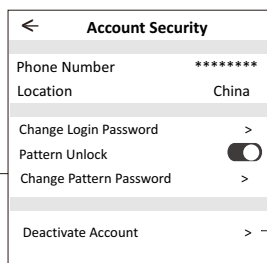 ← Account Security
Phone Number ********
Location China
Change Login Password >
Pattern Unlock
Change Pattern Password >
Deactivate Account >